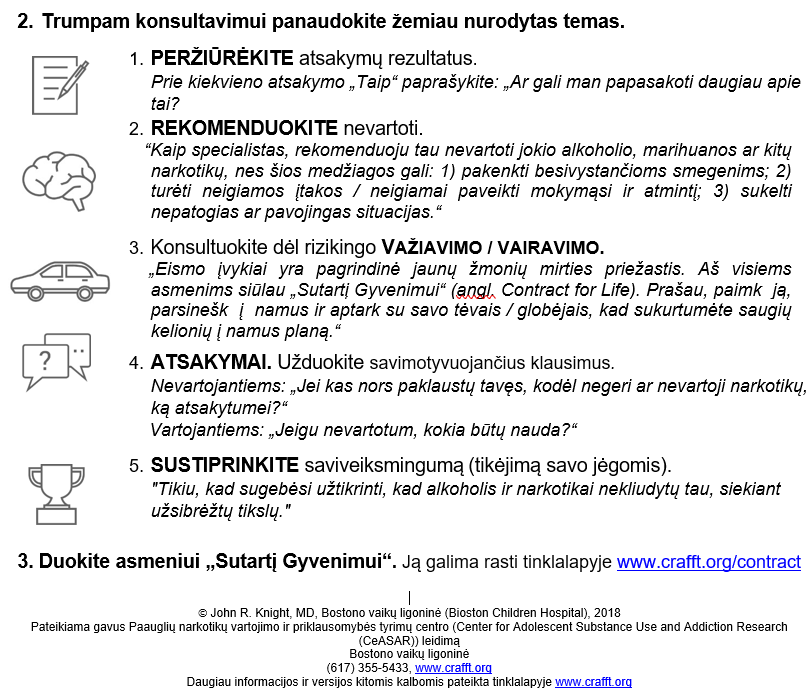 2. Trumpam konsultavimui panaudokite žemiau nurodytas temas.
1. PERŽIŪRĖKITE atsakymų rezultatus.
Prie kiekvieno atsakymo „Taip“ paprašykite: „Ar gali man papasakoti daugiau apie
tai?
2. REKOMENDUOKITE nevartoti.
“Kaip specialistas, rekomenduoju tau nevartoti jokio alkoholio, marihuanos ar kitų
narkotikų, nes šios medžiagos gali: 1) pakenkti besivystančioms smegenims; 2)
turėti neigiamos įtakos / neigiamai paveikti mokymąsi ir atmintį; 3) sukelti
nepatogias ar pavojingas situacijas.“
3. Konsultuokite dėl rizikingo VAŽIAVIMO / VAIRAVIMO.
„Eismo įvykiai yra pagrindinė jaunų žmonių mirties priežastis. Aš visiems
asmenims siūlau „Sutartį Gyvenimui“ (angl. Contract for Life). Prašau, paimk ją,
parsinešk į namus ir aptark su savo tėvais / globėjais, kad sukurtumėte saugių
kelionių į namus planą.“
?
4. ATSAKYMAI. Užduokite savimotyvuojančius klausimus.
Nevartojantiems: „Jei kas nors paklaustų tavęs, kodėl negeri ar nevartoji narkotikų,
ką atsakytumei?“
Vartojantiems: „Jeigu nevartotum, kokia būtų nauda?“
5. SUSTIPRINKITE saviveiksmingumą (tikėjimą savo jėgomis).
"Tikiu, kad sugebėsi užtikrinti, kad alkoholis ir narkotikai nekliudytų tau, siekiant
užsibrėžtų tikslų."
3. Duokite asmeniui „Sutartį Gyvenimui“. Ją galima rasti tinklalapyje www.crafft.org/contract
© John R. Knight, MD, Bostono vaikų ligoninė (Bioston Children Hospital), 2018
Pateikiama gavus Paauglių narkotikų vartojimo ir priklausomybės tyrimų centro (Center for Adolescent Substance Use and Addiction Research
(CeASAR)) leidimą
Bostono vaikų ligoninė
(617) 355-5433, www.crafft.org
Daugiau informacijos ir versijos kitomis kalbomis pateikta tinklalapyje www.crafft.org